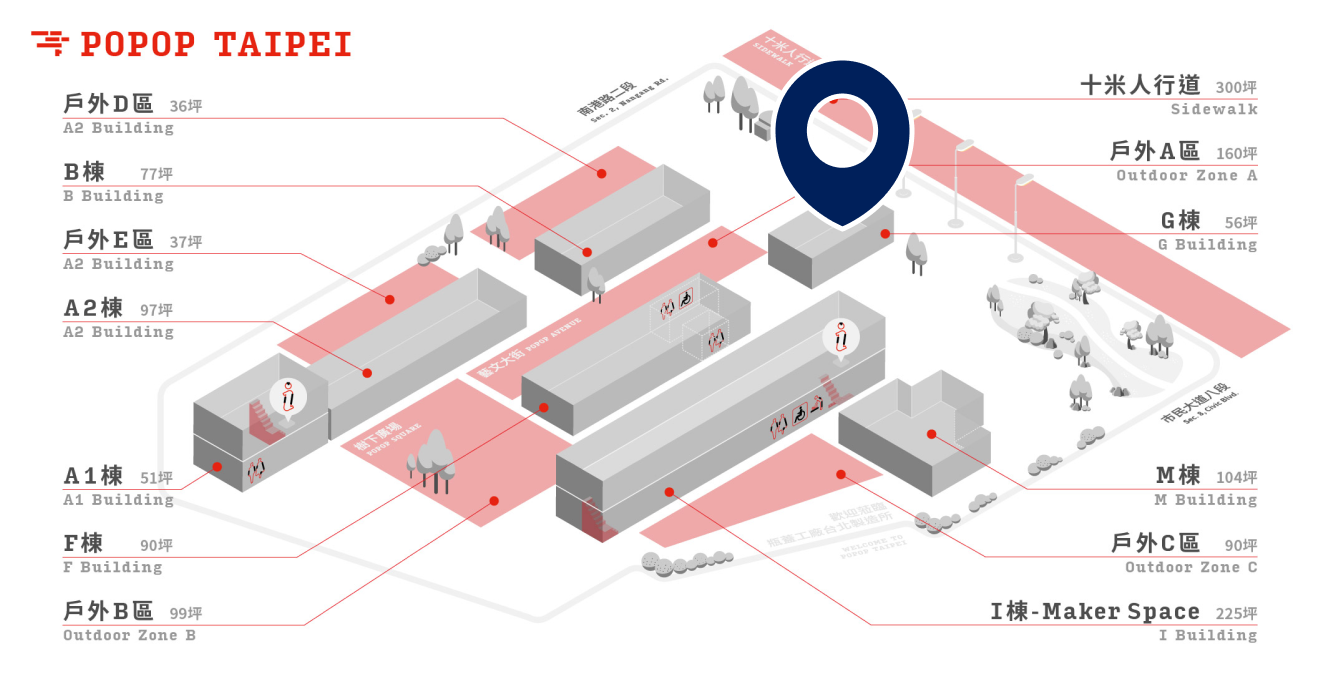 POPOP TAIPEI
戶外D區 36坪
A2 Building
B棟 77坪
B Building
戶外E區 37坪
A2 Building
A2棟 97坪
A2 Building
A1棟 51坪
A1 Building
F棟 90坪
F Building
戶外B區 99坪
Outdoor Zone B
南港路二段
Sec. 2, Nangang Rd.
十米人行
SIDEWALK
藝文大街 POPOP AVENUE
樹下廣場
POPOP SQUARE
歡迎蒞臨
瓶蓋工廠台北製造所
WELCOME TO
POPOP TAIPEI
市民大道八段
Sec. 8, Civic Blvd.
十米人行道 300坪
Sidewalk
戶外A區 160坪
Outdoor Zone A
G棟 56坪
G Building
M棟 104坪
M Building
戶外C區 90坪
Outdoor Zone C
I棟-Maker Space 225坪
I Building